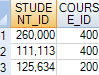 STUDE COURS
NT_ID E_ID
1 260,000 400
2 111,113 400
3 125,634 200